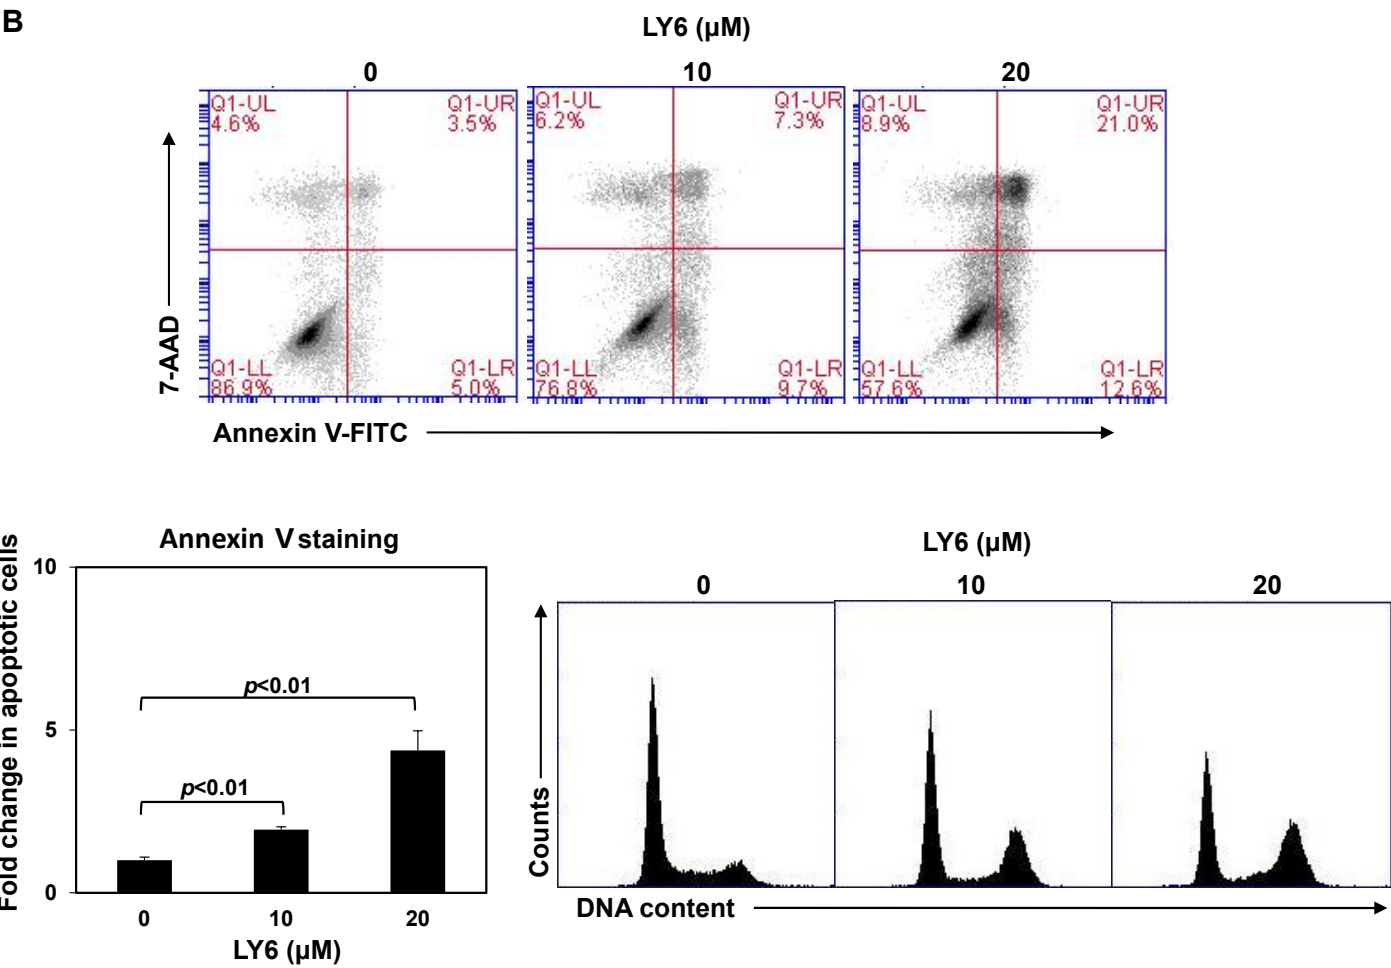 B
LY6 (µM)
0 10 20
Q1-UL Q1-UR
4.6% 3.5%
Q1-UL Q1-UR
6.2% 7.3%
Q1-UL Q1-UR
8.9% 21.0%
7-AAD
Q1-LL Q1-LR
86.9% 5.0%
Q1-LL Q1-LR
76.8% 9.7%
Q1-LL Q1-LR
57.6% 12.6%
Annexin V-FITC
Annexin V staining
Fold change in apoptotic cells
10
5
0
p<0.01
p<0.01
0 10 20
LY6 (µM)
LY6 (µM)
0 10 20
Counts
DNA content